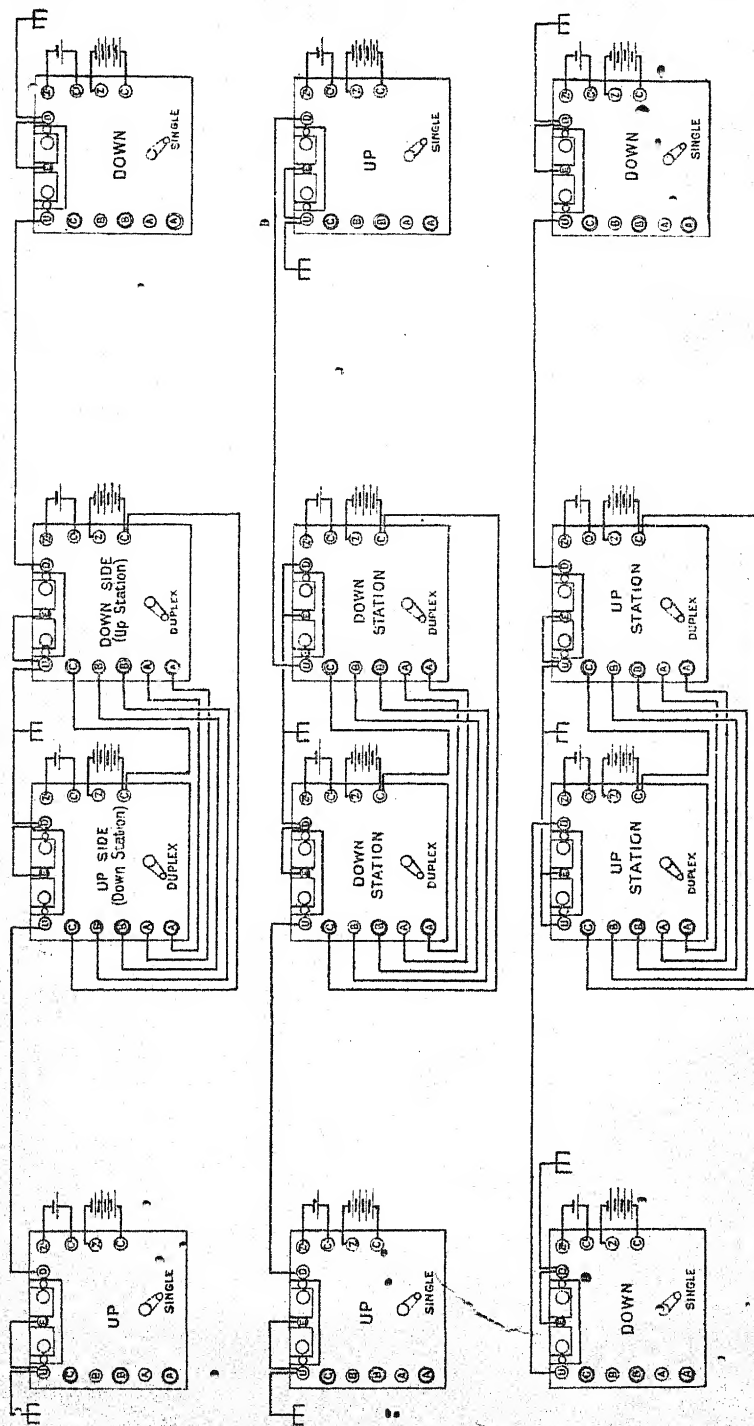 U E D Z
C C
B Z
UP
B C
A
A SINGLE
U E D Z
C C
B Z
UP SIDE
(Down Station)
B C
A
A DUPLEX
U E D Z
C C
B Z
DOWN SIDE
(Up Station)
B C
A
A DUPLEX
U E D Z
C C
B Z
DOWN
B C
A
A SINGLE
U E D Z
C C
B Z
UP
B C
A
A SINGLE
U E D Z
C C
B Z
DOWN
STATION
B C
A
A DUPLEX
U E D Z
C C
B Z
DOWN
STATION
B C
A
A DUPLEX
U E D Z
C C
B Z
UP
B C
A
A SINGLE
U E D Z
C C
B Z
DOWN
B C
A
A SINGLE
U E D Z
C C
B Z
UP
STATION
B C
A
A DUPLEX
U E D Z
C C
B Z
UP
STATION
B C
A
A DUPLEX
U E D Z
C C
B Z
DOWN
B C
A
A SINGLE